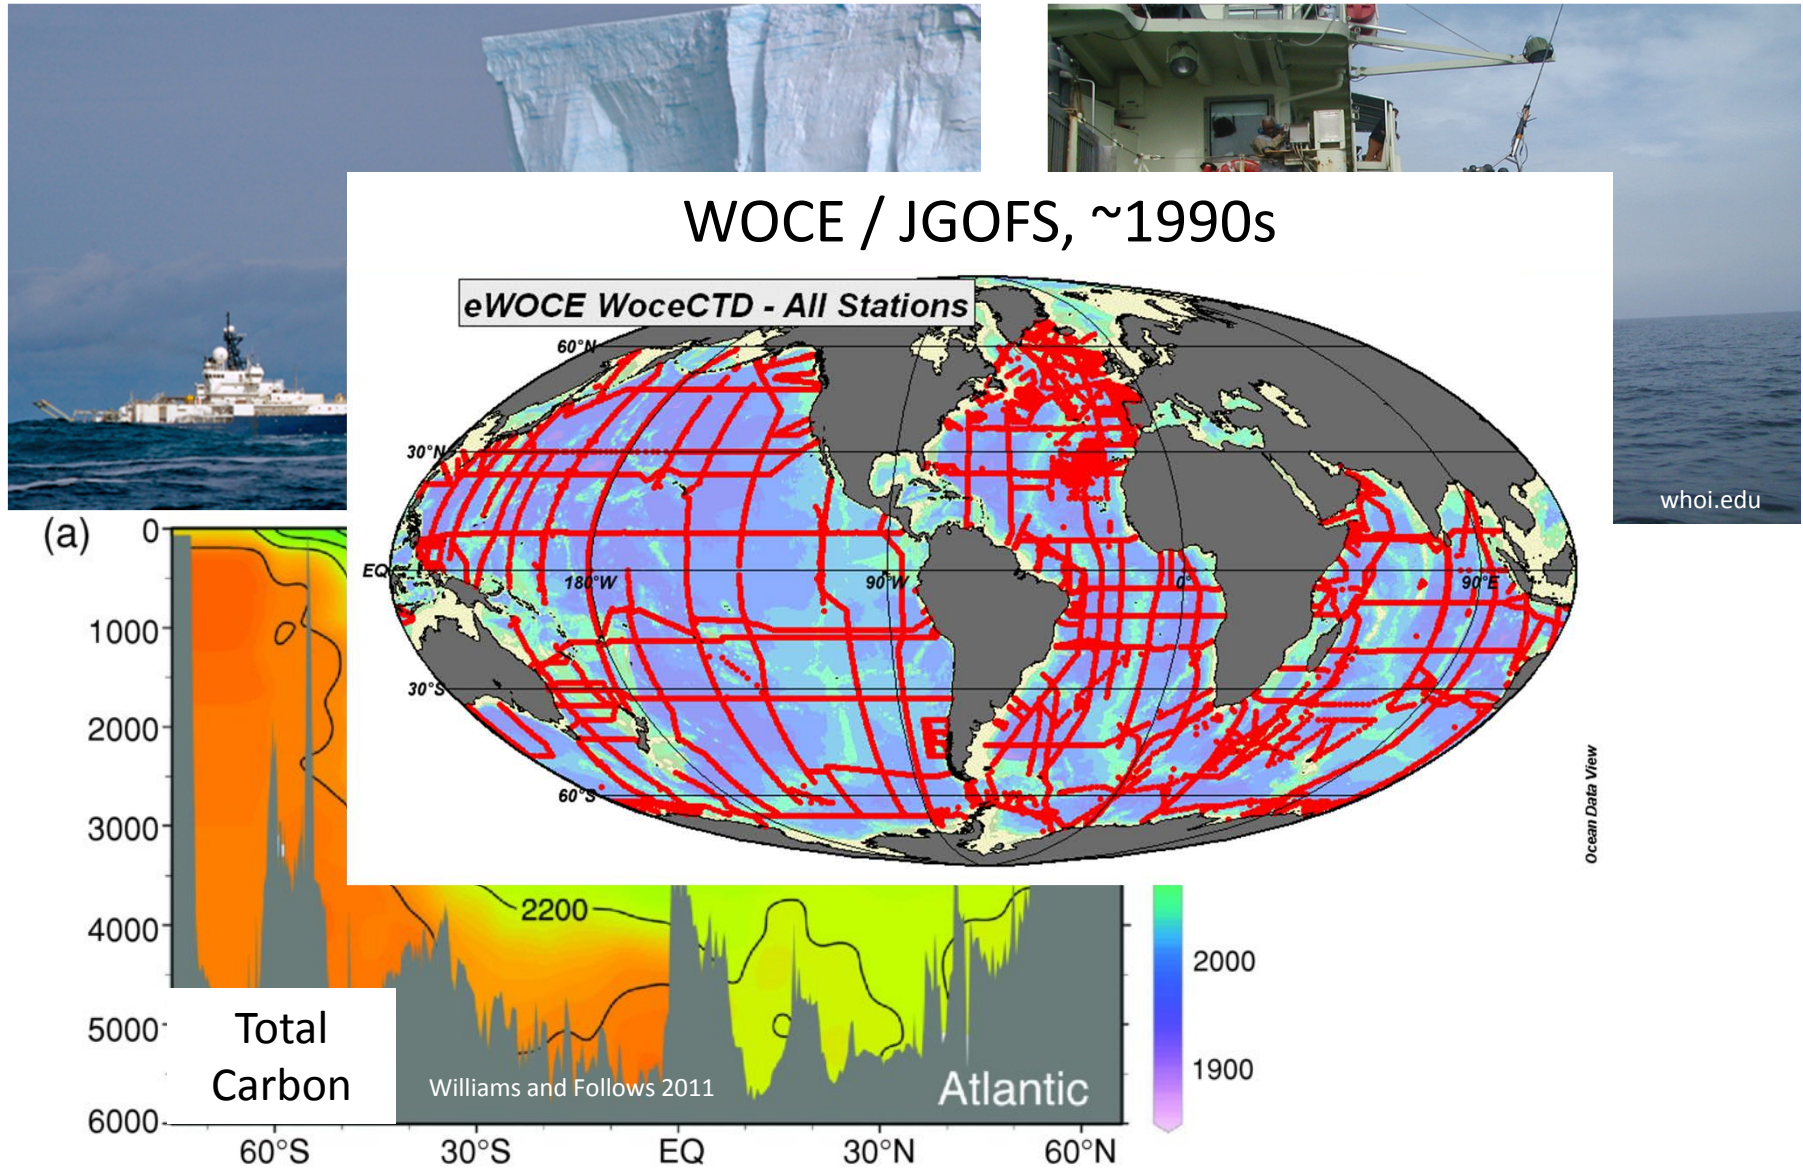 WOCE / JGOFS, ~1990s
eWOCE WoceCTD - All Stations
60°N
30°N
EQ
180°W
90°W
0°
90°E
30°S
60°S
Ocean Data View
whoi.edu
(a)
0
1000
2000
3000
4000
5000
6000
2200
2000
1900
Total
Carbon
Williams and Follows 2011
Atlantic
60°S
30°S
EQ
30°N
60°N